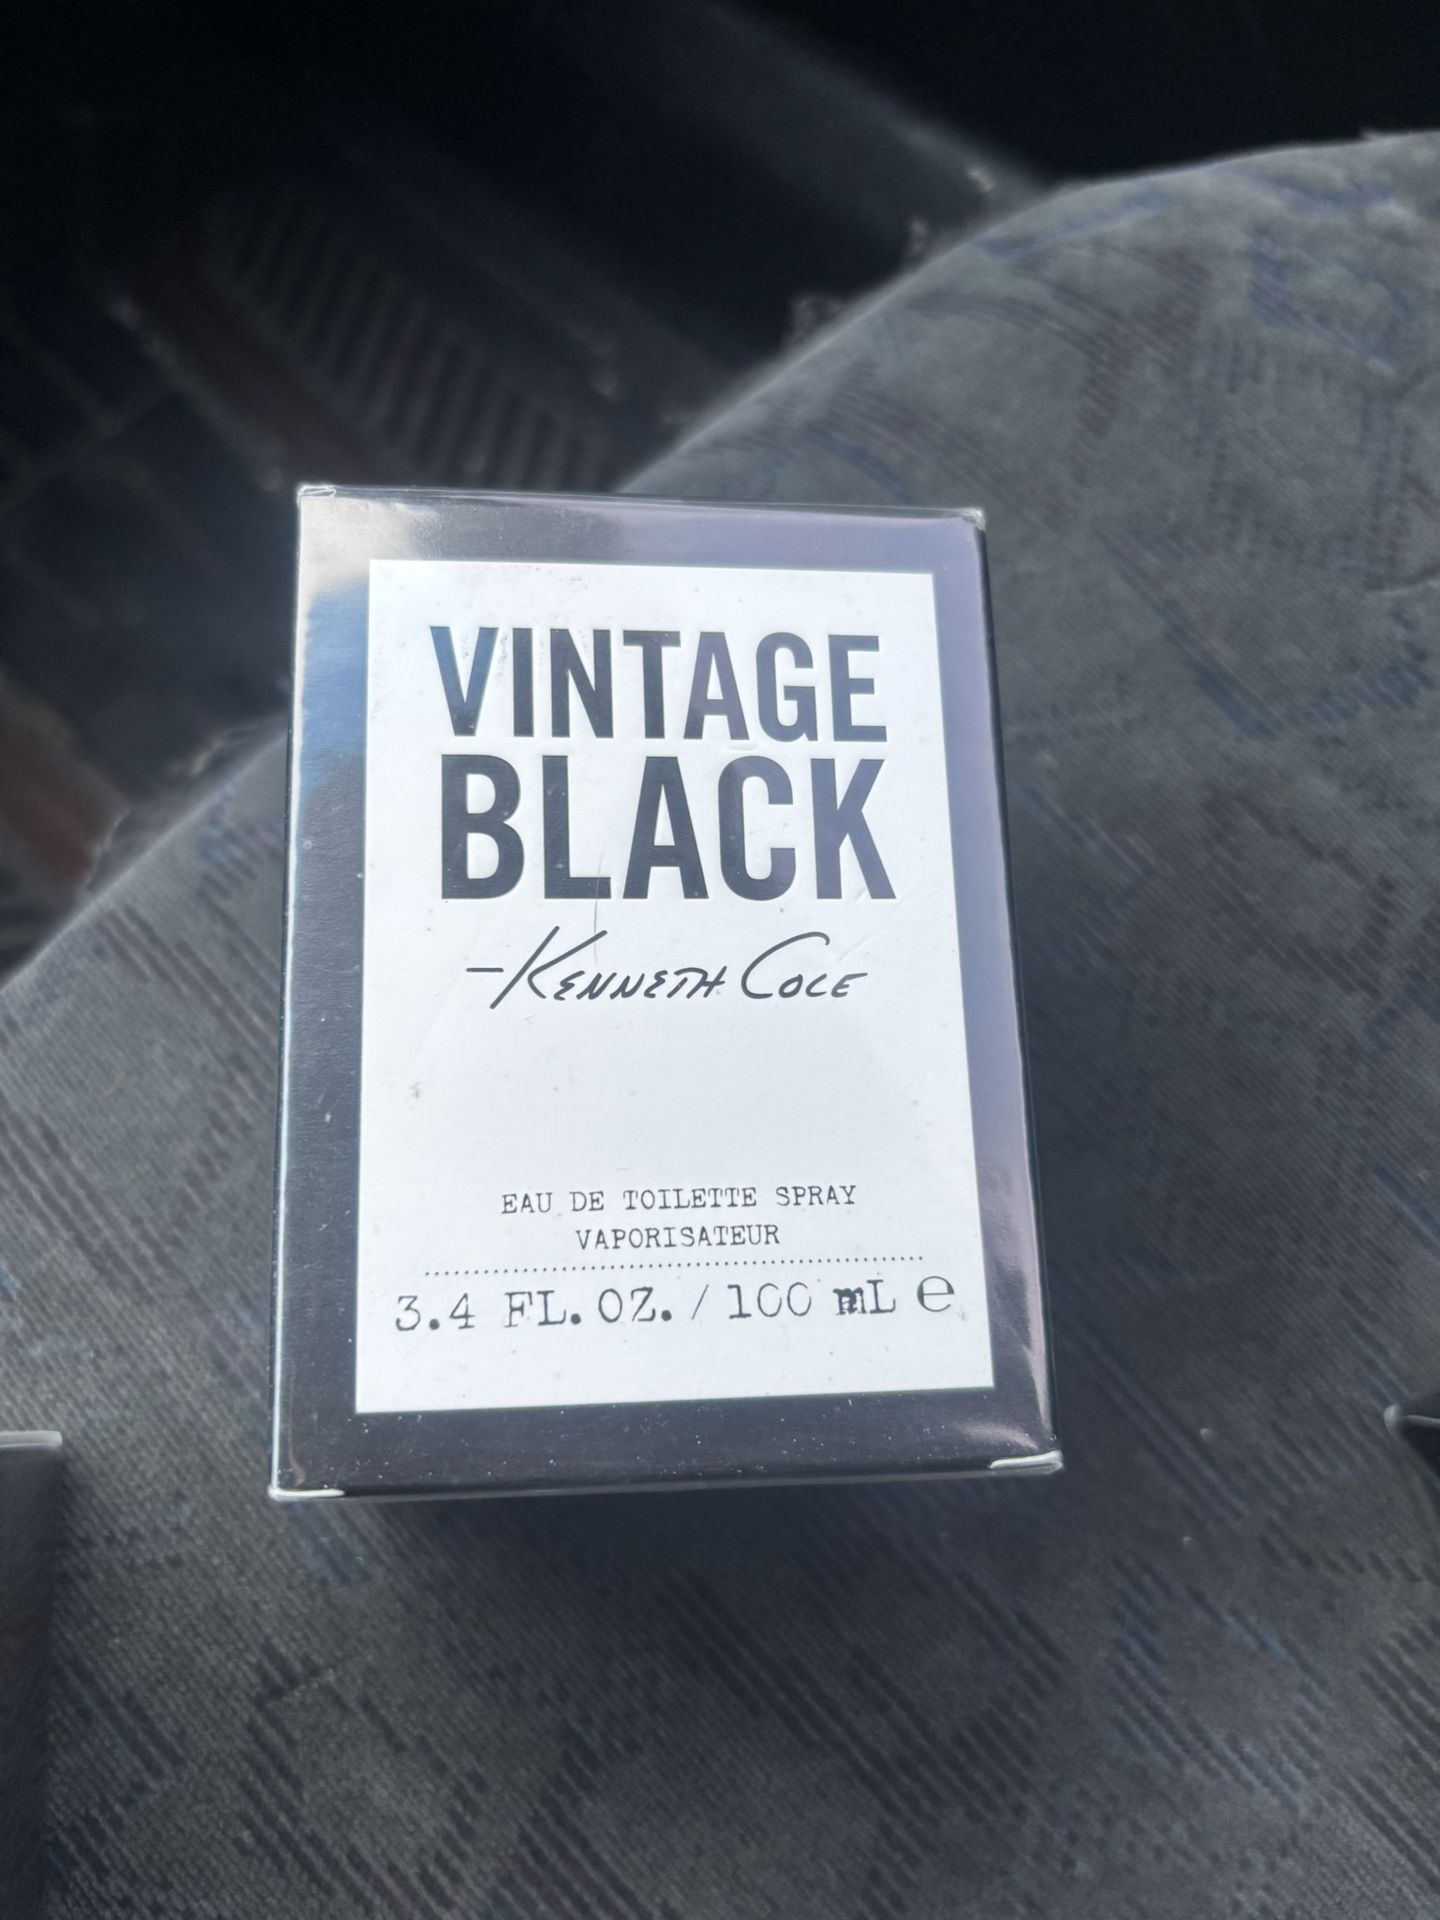 VINTAGE
BLACK
–KENNETH COLE
EAU DE TOILETTE SPRAY
VAPORISATEUR
3.4 FL. OZ. / 100 mL ℮